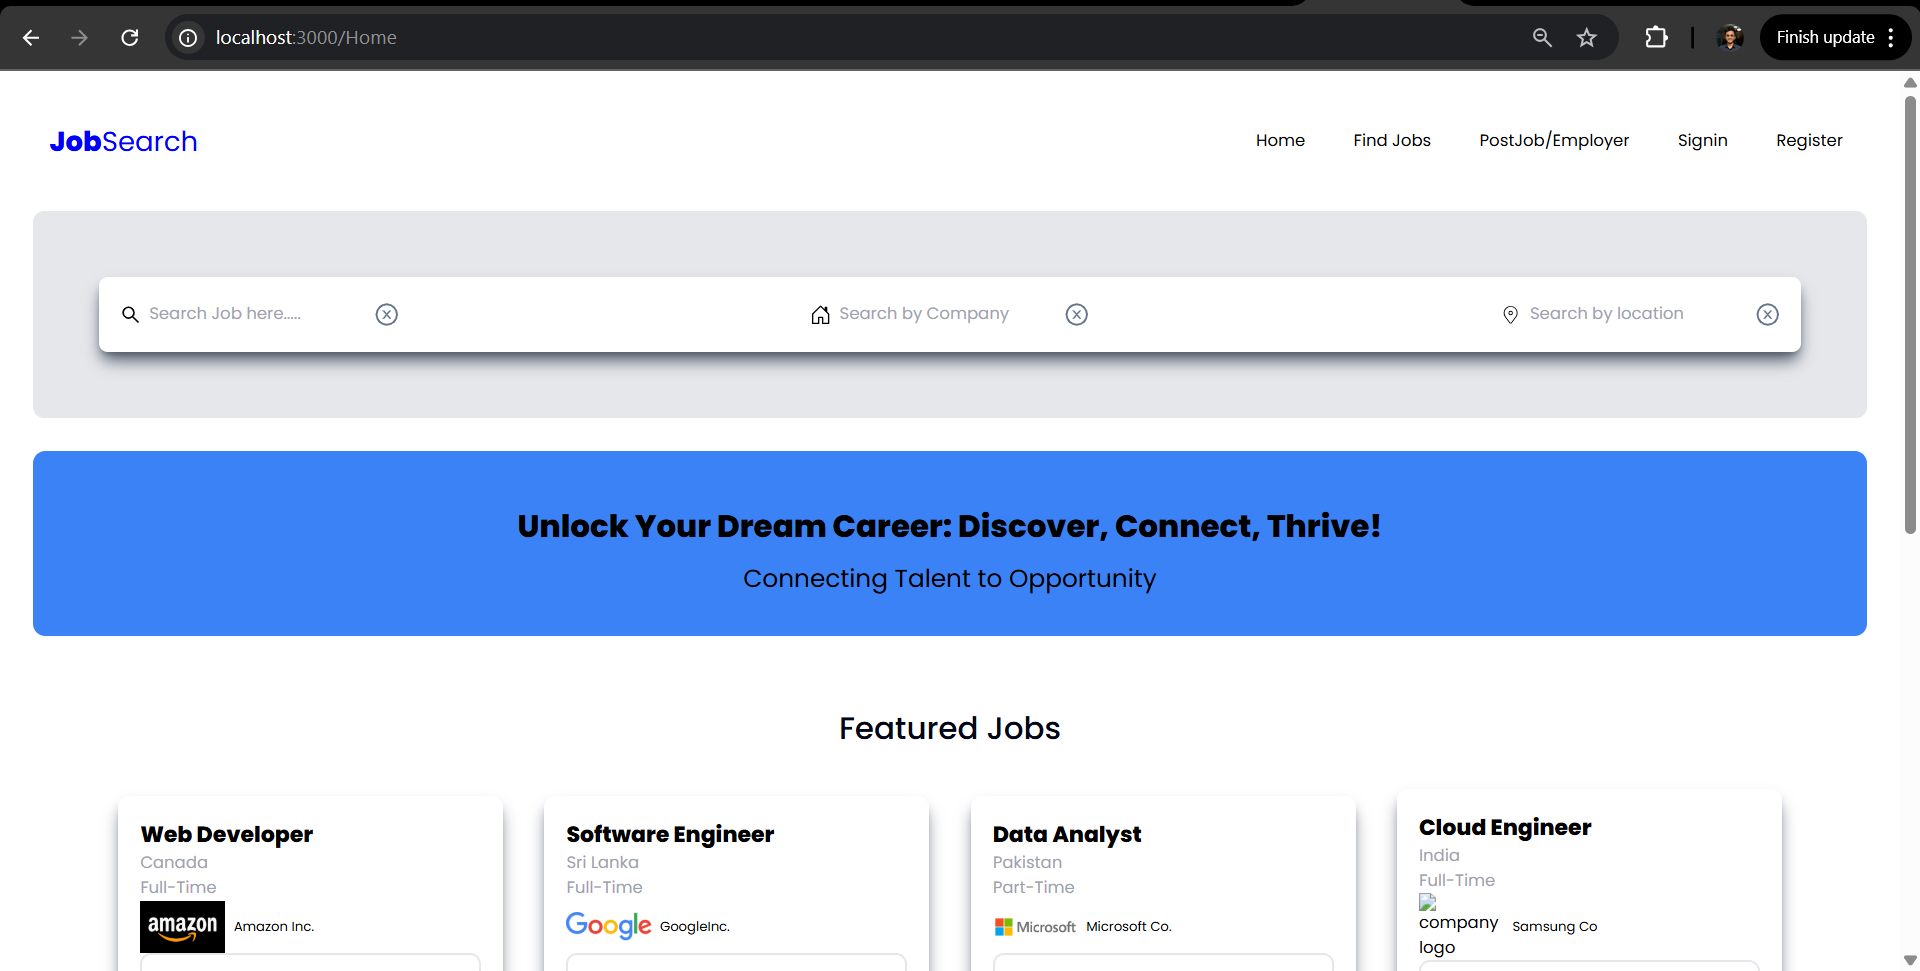 localhost:3000/Home
Finish update
JobSearch
Home Find Jobs PostJob/Employer Signin Register
Search Job here..... Search by Company Search by location
Unlock Your Dream Career: Discover, Connect, Thrive!
Connecting Talent to Opportunity
Featured Jobs
Web Developer
Canada
Full-Time
amazon Amazon Inc.
Software Engineer
Sri Lanka
Full-Time
Google GoogleInc.
Data Analyst
Pakistan
Part-Time
Microsoft Microsoft Co.
Cloud Engineer
India
Full-Time
company
logo
Samsung Co